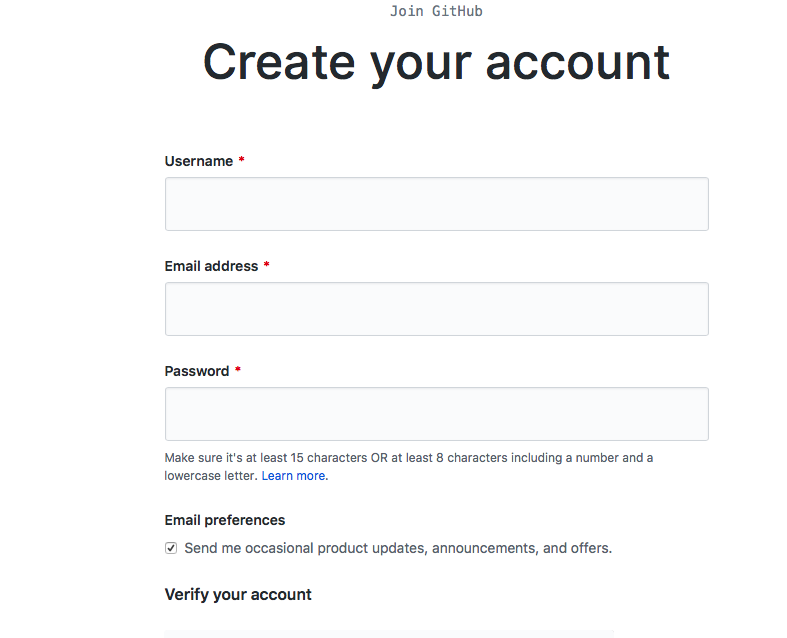 Join GitHub
Create your account
Username *
Email address *
Password *
Make sure it's at least 15 characters OR at least 8 characters including a number and a
lowercase letter. Learn more.
Email preferences
Send me occasional product updates, announcements, and offers.
Verify your account